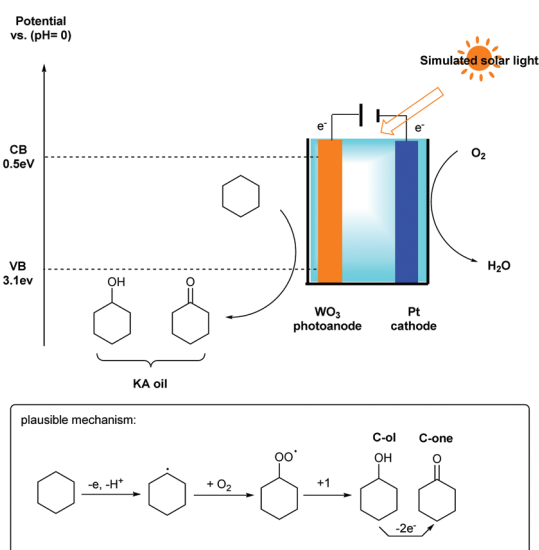 Potential
vs. (pH= 0)
Simulated solar light
e-
e-
CB
0.5eV
O2
VB
3.1ev
H2O
OH
O
WO3
photoanode
Pt
cathode
KA oil
plausible mechanism:
C-ol
C-one
OO•
OH
O
-e, -H+
•
+ O2
+1
-2e-